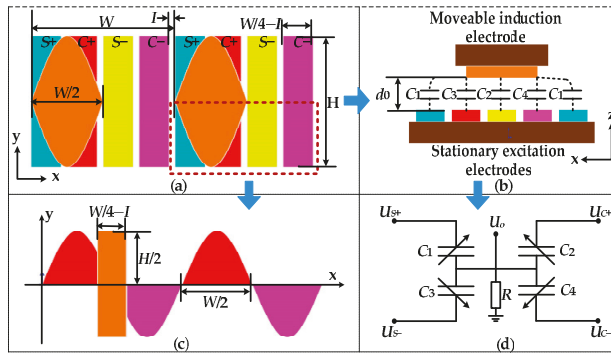 W I W/4−I
S+ C+ S− C− S+ C+ S− C−
W/2 H
y
x
(a)
Moveable induction
electrode
d0 C1 C3 C2 C4 C1
Stationary excitation
electrodes
z
x
(b)
y W/4−I
H/2
W/2
x
(c)
US+ Uo UC+
C1 C2
C3 R C4
US− UC−
(d)